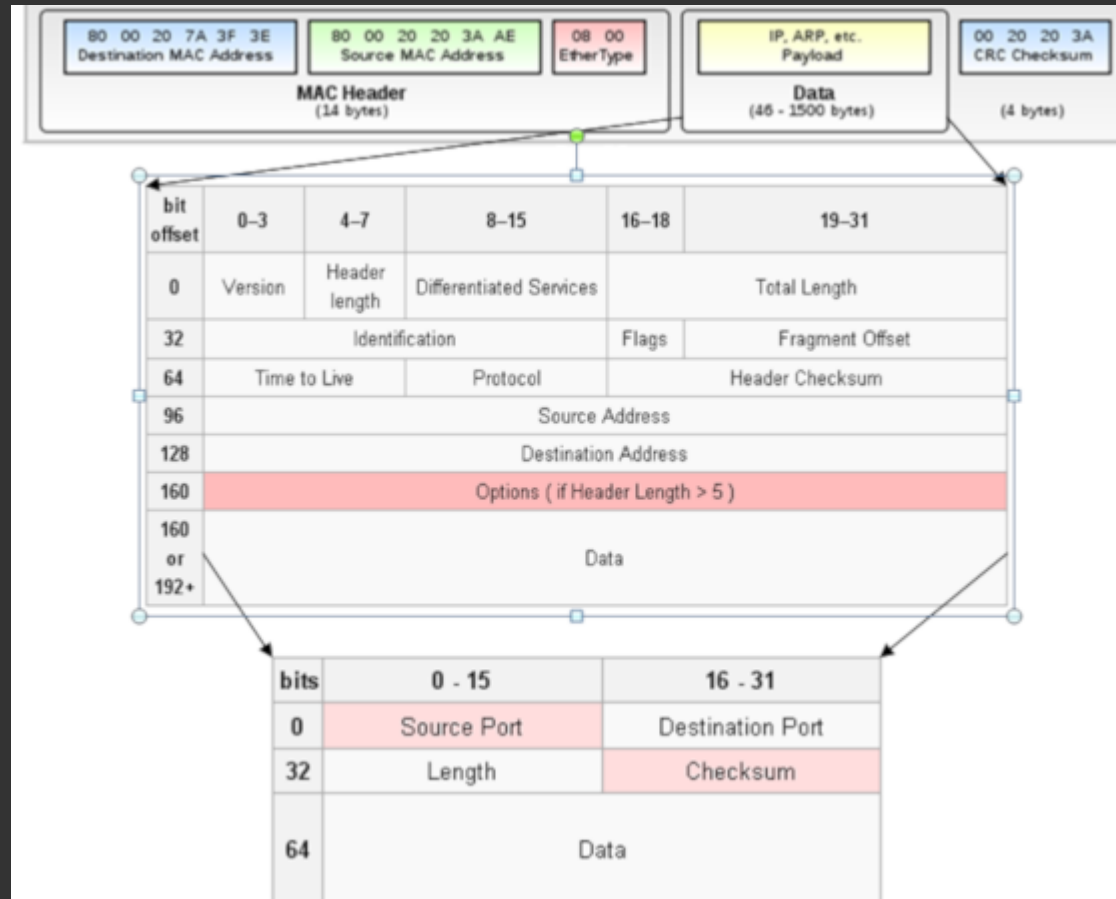 80 00 20 7A 3F 3E
Destination MAC Address
80 00 20 20 3A AE
Source MAC Address
08 00
EtherType
MAC Header
(14 bytes)
IP, ARP, etc.
Payload
Data
(46 - 1500 bytes)
00 20 20 3A
CRC Checksum
(4 bytes)
bit offset 0–3 4–7 8–15 16–18 19–31
0 Version Header length Differentiated Services Total Length
32 Identification Flags Fragment Offset
64 Time to Live Protocol Header Checksum
96 Source Address
128 Destination Address
160 Options ( if Header Length > 5 )
160
or
192+
Data
bits 0 - 15 16 - 31
0 Source Port Destination Port
32 Length Checksum
64 Data